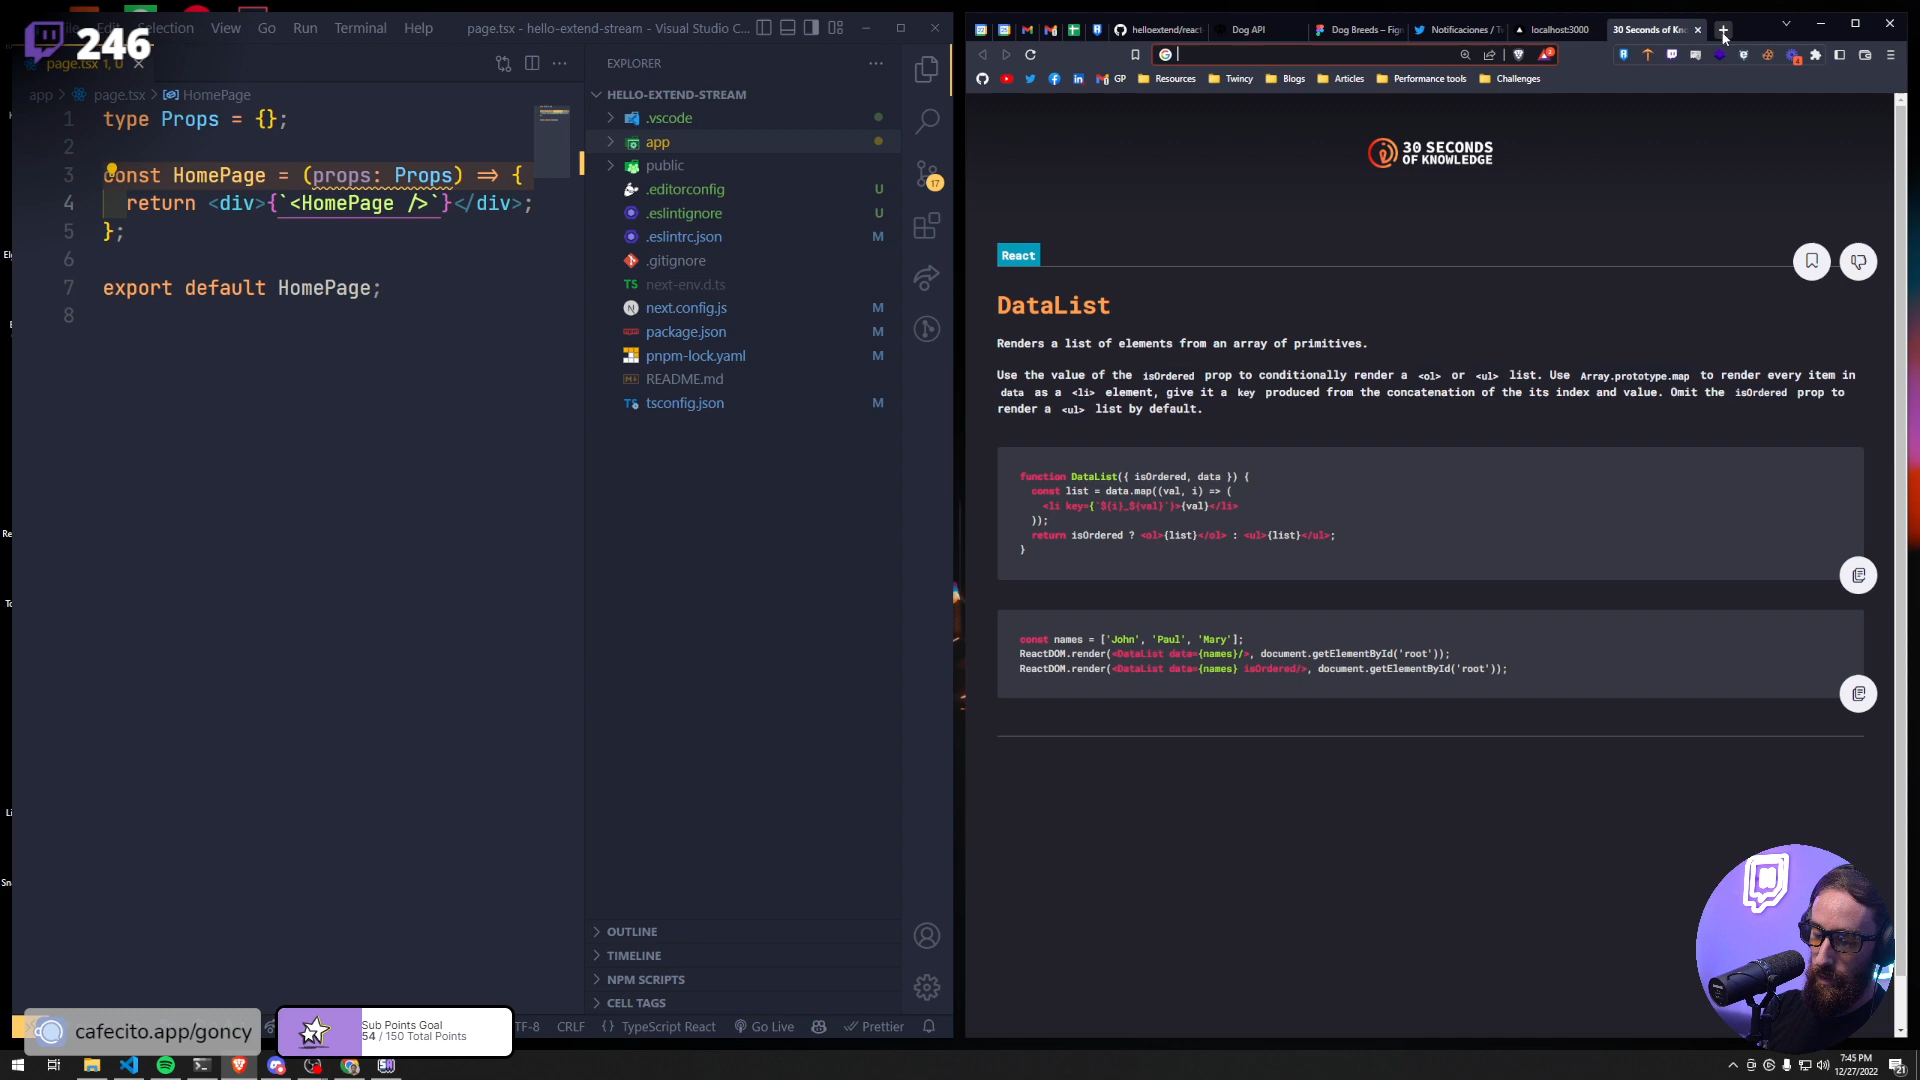 246
Selection
View
Go
Run
Terminal
Help
page.tsx - hello-extend-stream - Visual Studio C...
page.tsx 1, U
app > page.tsx > HomePage
1 type Props = {};
2
3 const HomePage = (props: Props) => {
4 return <div>{`<HomePage />`}</div>;
5 };
6
7 export default HomePage;
8
EXPLORER
HELLO-EXTEND-STREAM
.vscode
app
public
.editorconfig U
.eslintignore U
.eslintrc.json M
.gitignore
next-env.d.ts
next.config.js M
package.json M
pnpm-lock.yaml M
README.md
tsconfig.json M
17
OUTLINE
TIMELINE
NPM SCRIPTS
CELL TAGS
TF-8 CRLF {} TypeScript React Go Live Prettier
cafecito.app/goncy
Sub Points Goal
54 / 150 Total Points
helloextend/react
Dog API
Dog Breeds – Fig
Notificaciones / T
localhost:3000
30 Seconds of Kn
GP
Resources
Twincy
Blogs
Articles
Performance tools
Challenges
30 SECONDS
OF KNOWLEDGE
React
DataList
Renders a list of elements from an array of primitives.
Use the value of the isOrdered prop to conditionally render a <ol> or <ul> list. Use Array.prototype.map to render every item in
data as a <li> element, give it a key produced from the concatenation of the its index and value. Omit the isOrdered prop to
render a <ul> list by default.
function DataList({ isOrdered, data }) {
const list = data.map((val, i) => (
<li key={`${i}_${val}`}>{val}</li>
));
return isOrdered ? <ol>{list}</ol> : <ul>{list}</ul>;
}
const names = ['John', 'Paul', 'Mary'];
ReactDOM.render(<DataList data={names}/>, document.getElementById('root'));
ReactDOM.render(<DataList data={names} isOrdered/>, document.getElementById('root'));
7:45 PM
12/27/2022
21